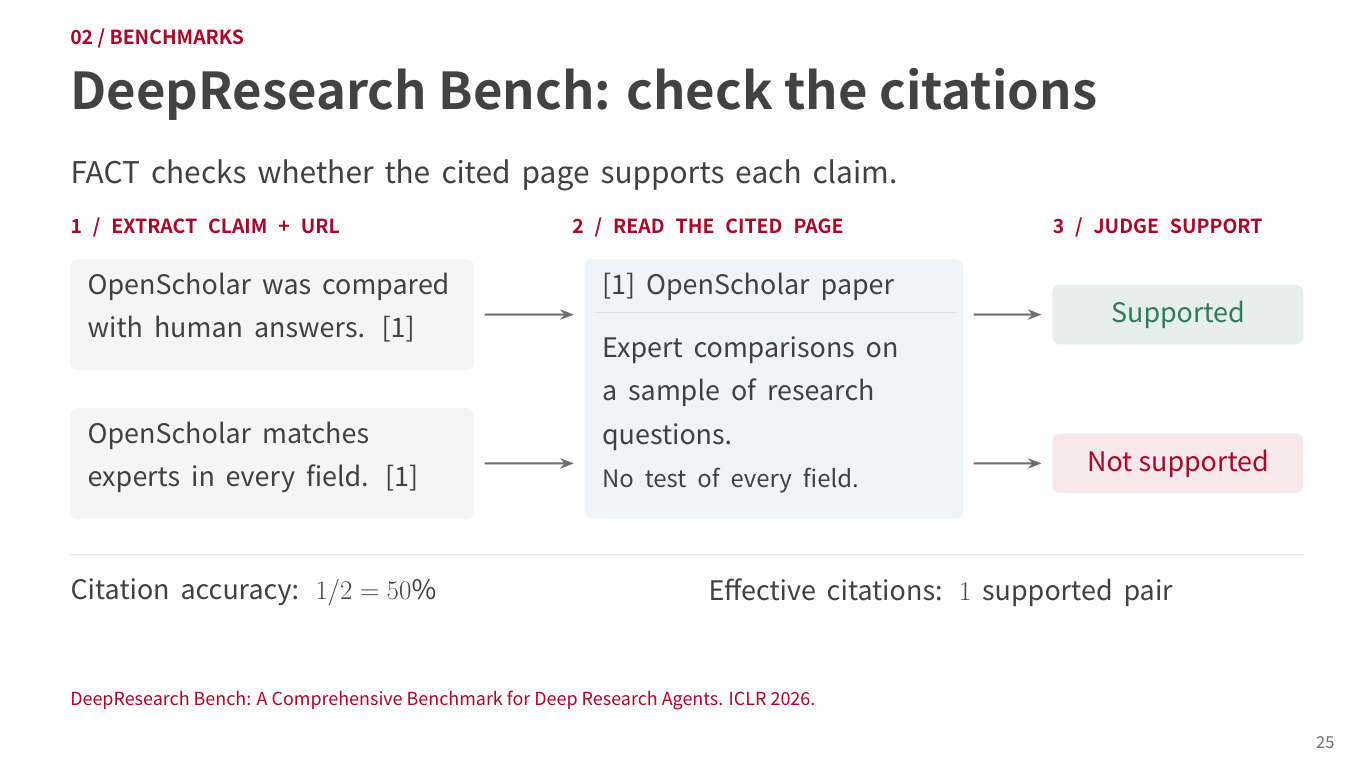 02 / BENCHMARKS
DeepResearch Bench: check the citations
FACT checks whether the cited page supports each claim.
1 / EXTRACT CLAIM + URL
2 / READ THE CITED PAGE
3 / JUDGE SUPPORT
OpenScholar was compared
with human answers. [1]
OpenScholar matches
experts in every field. [1]
[1] OpenScholar paper
Expert comparisons on
a sample of research
questions.
No test of every field.
Supported
Not supported
Citation accuracy: 1/2 = 50%
Effective citations: 1 supported pair
DeepResearch Bench: A Comprehensive Benchmark for Deep Research Agents. ICLR 2026.
25